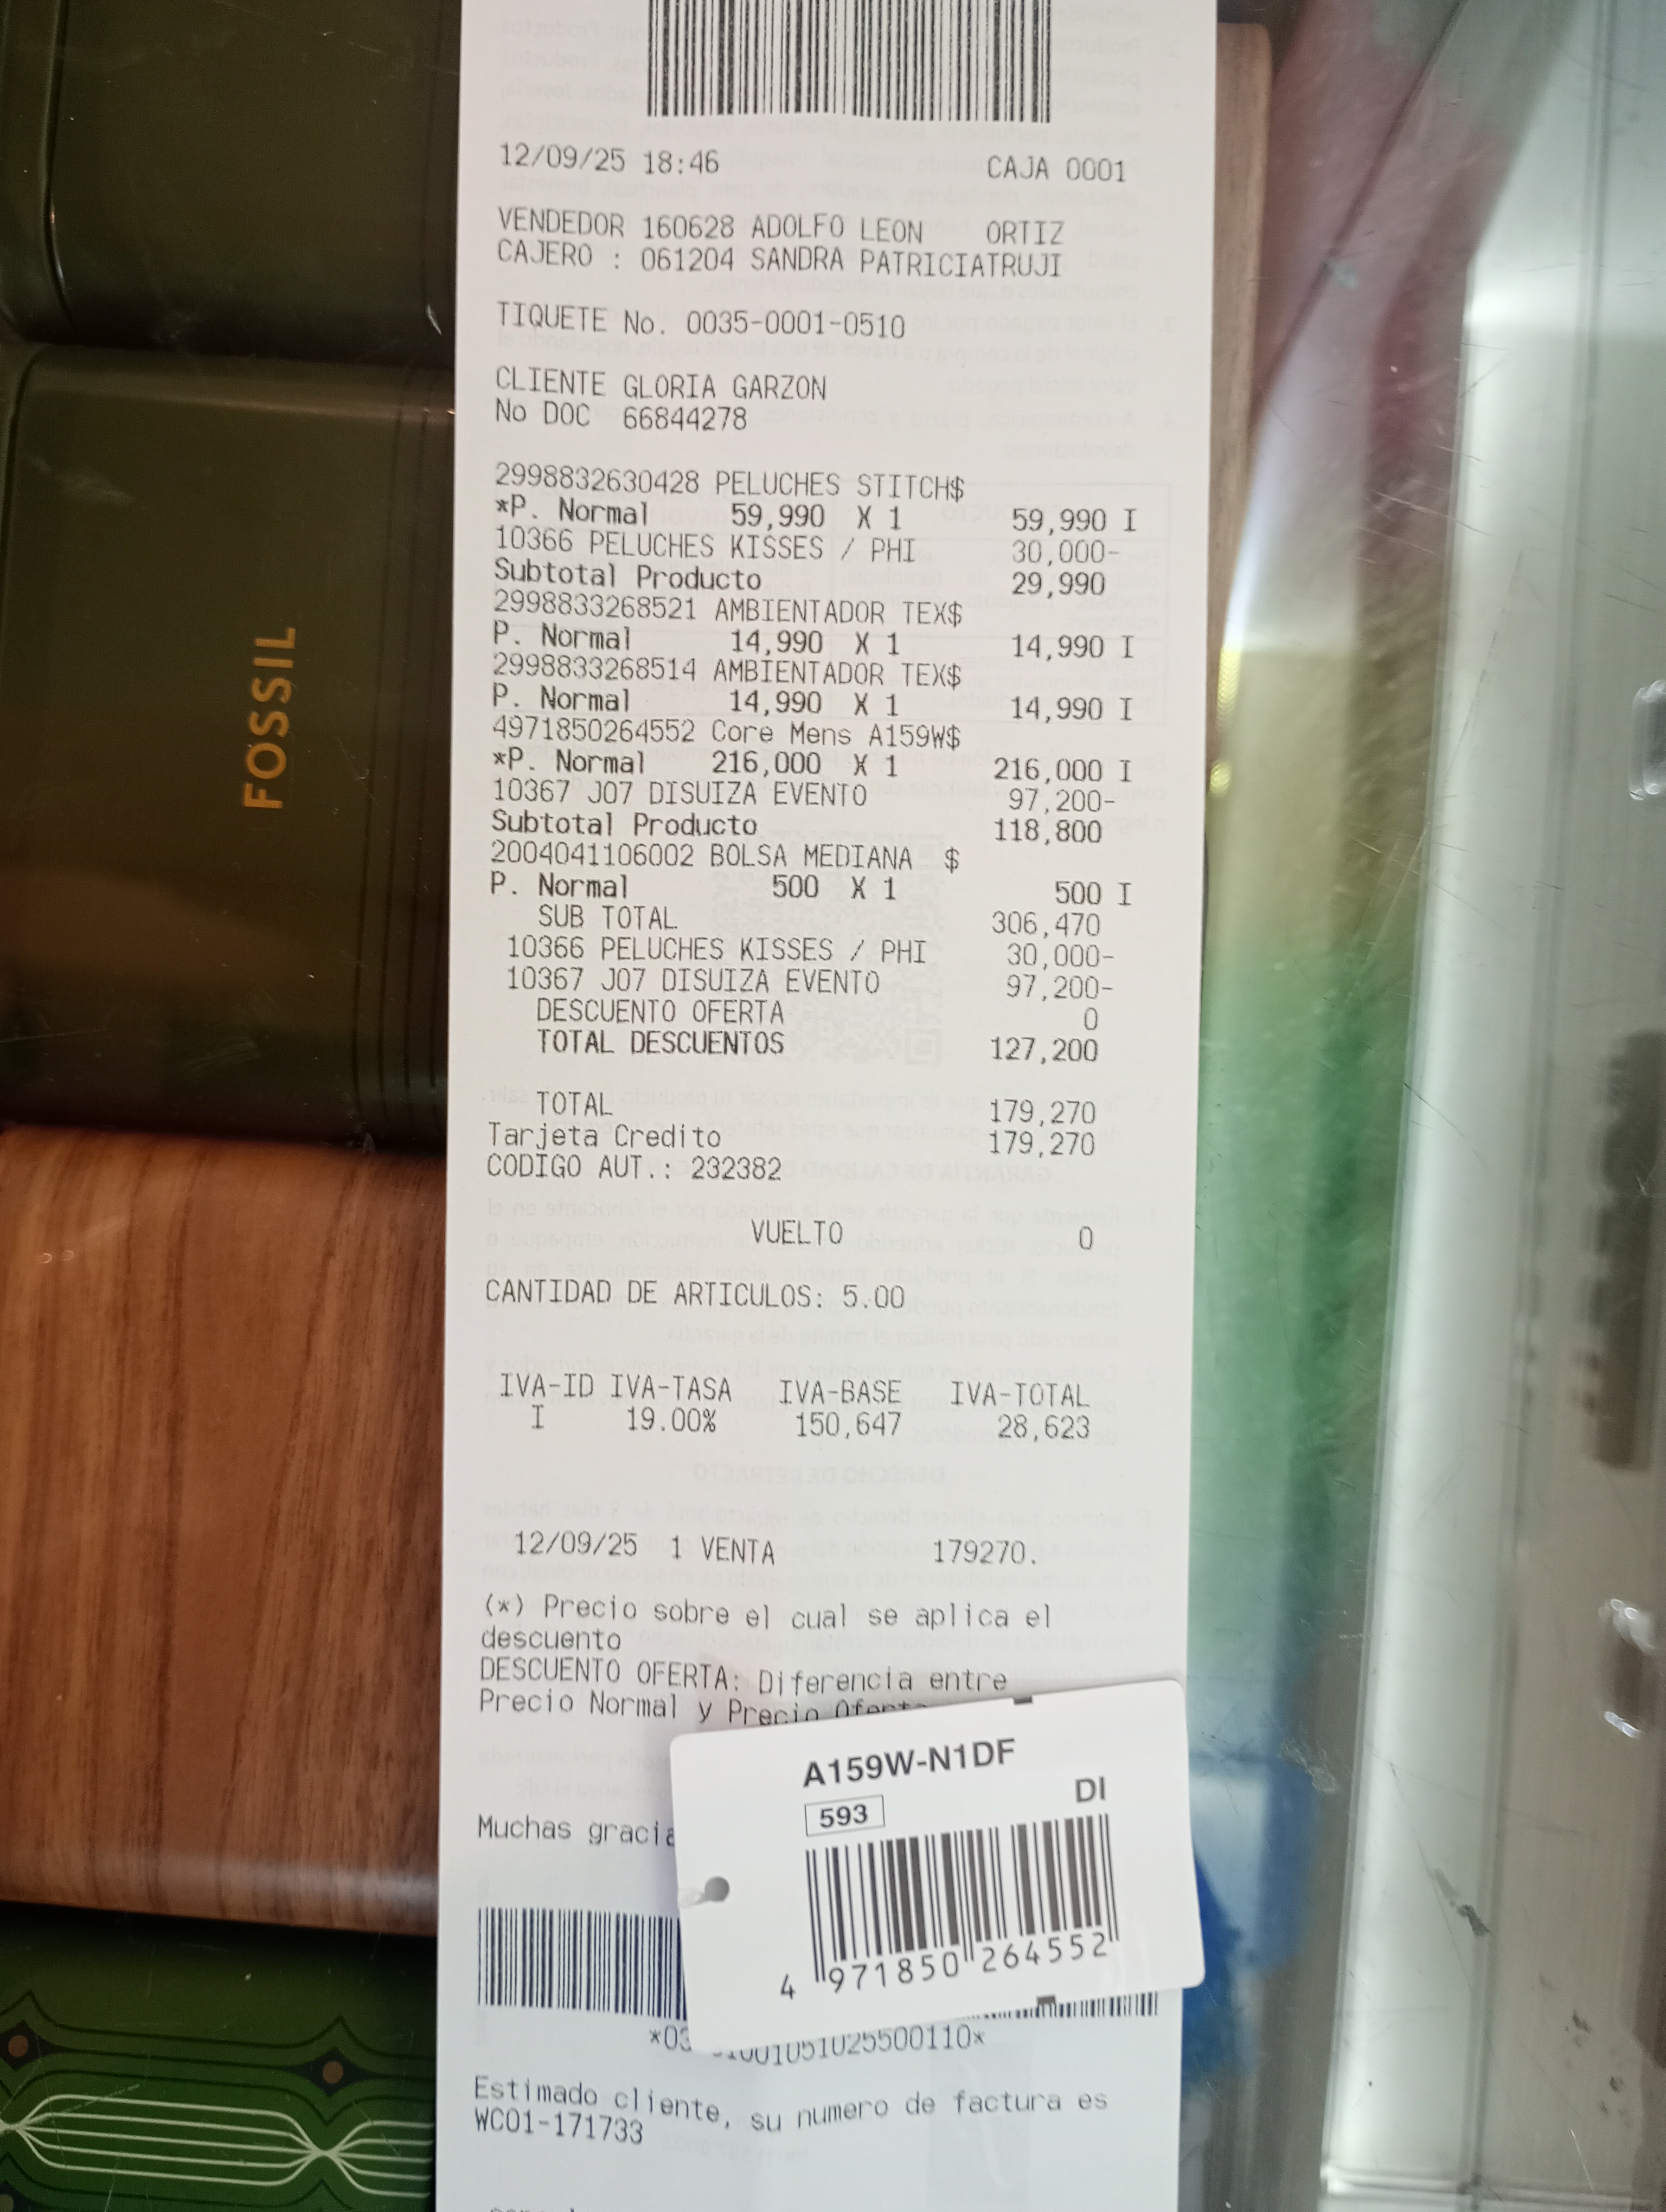 12/09/25 18:46 CAJA 0001
VENDEDOR 160628 ADOLFO LEON ORTIZ
CAJERO : 061204 SANDRA PATRICIATRUJI
TIQUETE No. 0035-0001-0510
CLIENTE GLORIA GARZON
No DOC 66844278
2998832630428 PELUCHES STITCH$
*P. Normal 59,990 X 1 59,990 I
10366 PELUCHES KISSES / PHI 30,000-
Subtotal Producto 29,990
2998833268521 AMBIENTADOR TEX$
P. Normal 14,990 X 1 14,990 I
2998833268514 AMBIENTADOR TEX$
P. Normal 14,990 X 1 14,990 I
4971850264552 Core Mens A159W$
*P. Normal 216,000 X 1 216,000 I
10367 J07 DISUIZA EVENTO 97,200-
Subtotal Producto 118,800
2004041106002 BOLSA MEDIANA $
P. Normal 500 X 1 500 I
SUB TOTAL 306,470
10366 PELUCHES KISSES / PHI 30,000-
10367 J07 DISUIZA EVENTO 97,200-
DESCUENTO OFERTA 0
TOTAL DESCUENTOS 127,200
TOTAL 179,270
Tarjeta Credito 179,270
CODIGO AUT.: 232382
VUELTO 0
CANTIDAD DE ARTICULOS: 5.00
IVA-ID IVA-TASA IVA-BASE IVA-TOTAL
I 19.00% 150,647 28,623
12/09/25 1 VENTA 179270.
(*) Precio sobre el cual se aplica el
descuento
DESCUENTO OFERTA: Diferencia entre
Precio Normal y Precio
Muchas
A159W-N1DF
593 DI
4 971850 264552
Estimado cliente, su numero de factura es
WC01-171733
FOSSIL